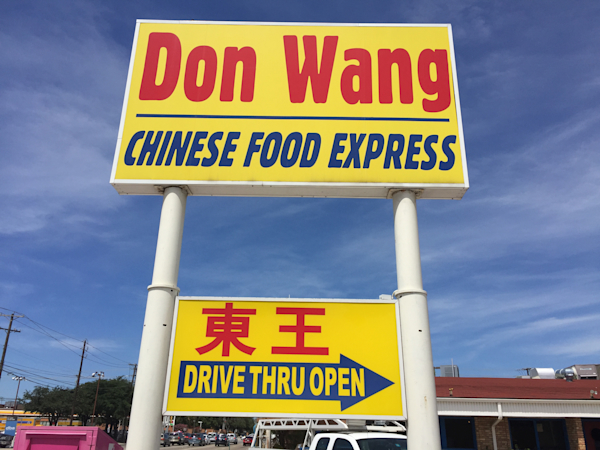 Don Wang
CHINESE FOOD EXPRESS
東王
DRIVE THRU OPEN